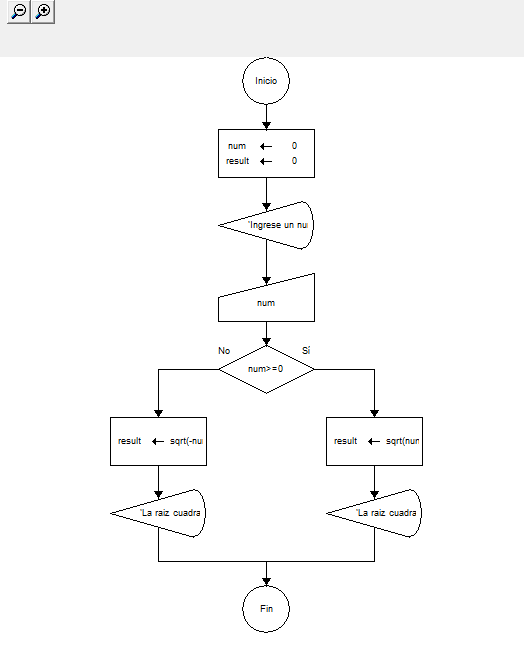 Inicio
num ← 0
result ← 0
'Ingrese un nu
num
No
Sí
num>=0
result ← sqrt(-nu
result ← sqrt(nun
'La raiz cuadra
'La raiz cuadra
Fin